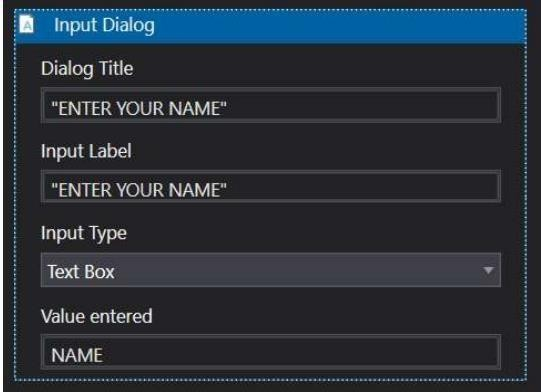 Input Dialog
Dialog Title
"ENTER YOUR NAME"
Input Label
"ENTER YOUR NAME"
Input Type
Text Box
Value entered
NAME